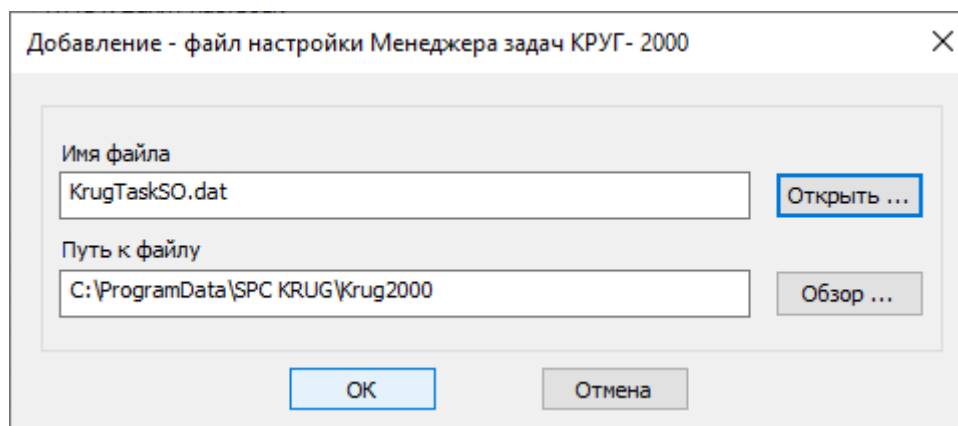 Добавление - файл настройки Менеджера задач КРУГ- 2000
Имя файла
KrugTaskSO.dat
Открыть ...
Путь к файлу
C:\ProgramData\SPC KRUG\Krug2000
Обзор ...
OK
Отмена